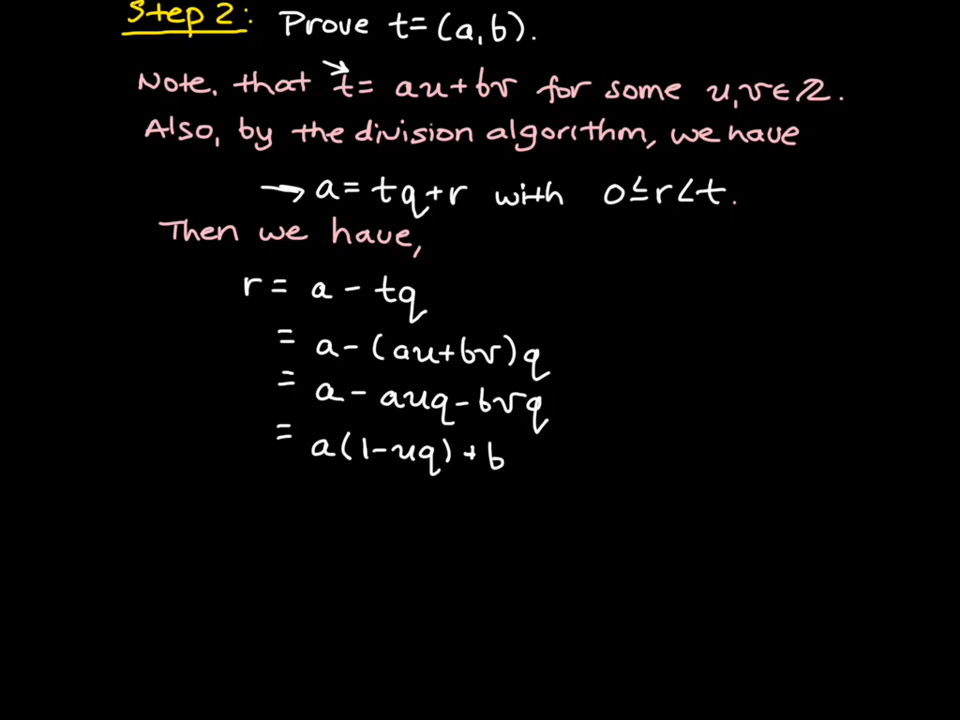 Step 2: Prove t=(a,b).
Note, that t= au+bv for some u,v∈ℤ.
Also, by the division algorithm, we have
→ a= tq+r with 0≤r<t.
Then we have,
r= a - tq
= a-(au+bv)q
= a- auq-bvq
= a(1-uq)+b